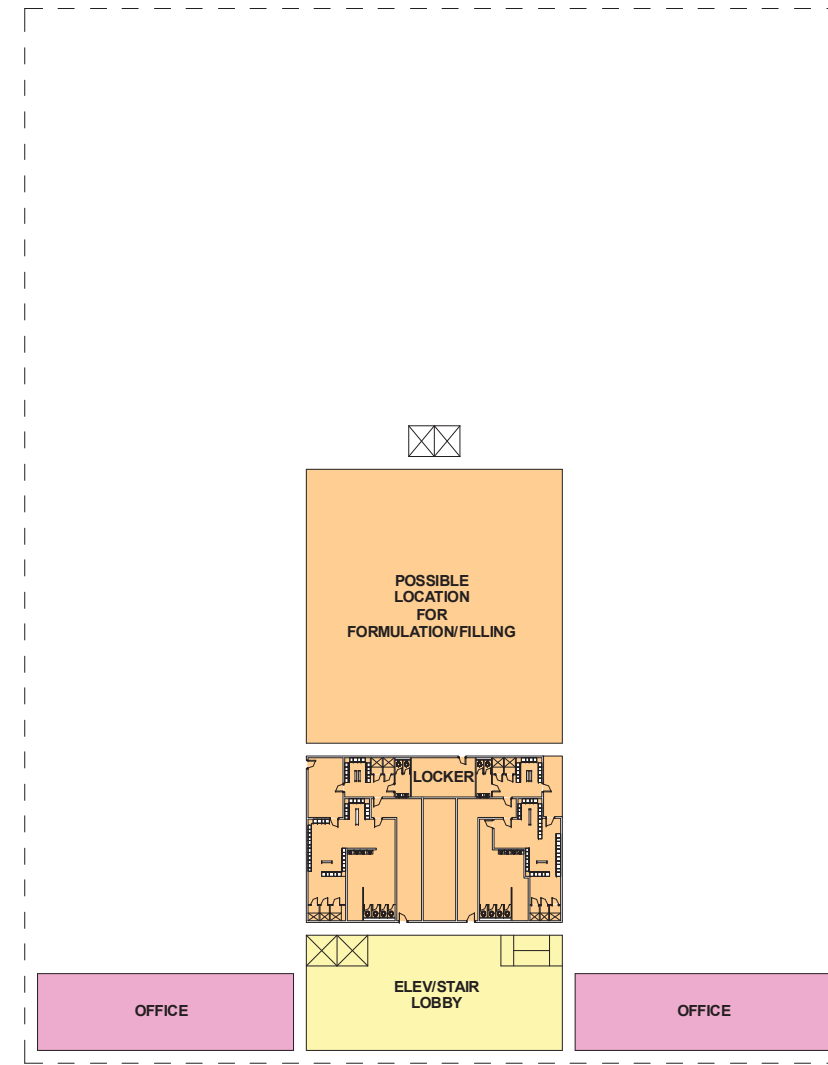 POSSIBLE
LOCATION
FOR
FORMULATION/FILLING
LOCKER
ELEV/STAIR
LOBBY
OFFICE
OFFICE